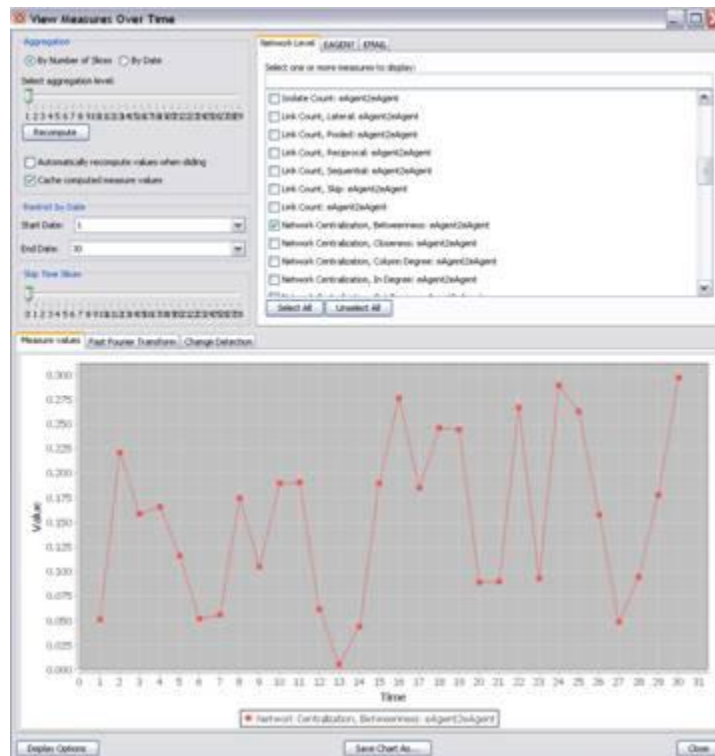 View Measures Over Time
Aggregation
By Number of Slices By Date
Select aggregation level:
Recompute
Automatically recompute values when sliding
Cache computed measure values
Restrict by Date
Start Date: 1
End Date: 30
Skip Time Slices
Network Level EAGENT EMAIL
Select one or more measures to display:
Isolate Count: eAgent2eAgent
Link Count, Lateral: eAgent2eAgent
Link Count, Pooled: eAgent2eAgent
Link Count, Reciprocal: eAgent2eAgent
Link Count, Sequential: eAgent2eAgent
Link Count, Skip: eAgent2eAgent
Link Count: eAgent2eAgent
Network Centralization, Betweenness: eAgent2eAgent
Network Centralization, Closeness: eAgent2eAgent
Network Centralization, Column Degree: eAgent2eAgent
Network Centralization, In Degree: eAgent2eAgent
Select All Unselect All
Measure values Fast Fourier Transform Change Detection
0.300
0.275
0.250
0.225
0.200
0.175
0.150
0.125
0.100
0.075
0.050
0.025
0.000
Value
0 1 2 3 4 5 6 7 8 9 10 11 12 13 14 15 16 17 18 19 20 21 22 23 24 25 26 27 28 29 30 31
Time
Network Centralization, Betweenness: eAgent2eAgent
Display Options Save Chart As... Close